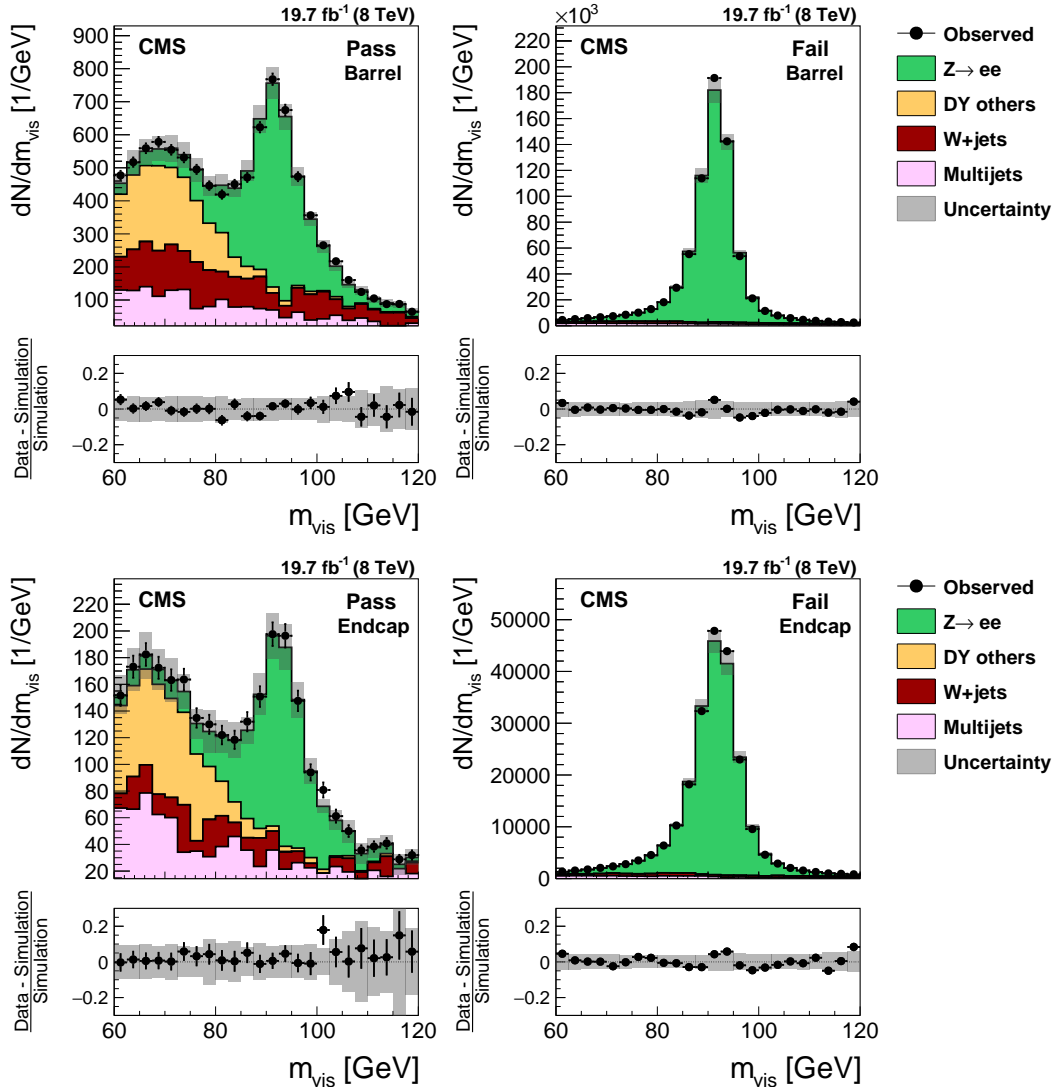 19.7 fb⁻¹ (8 TeV)
CMS
Pass
Barrel
dN/dm_vis [1/GeV]
900
800
700
600
500
400
300
200
100
Data - Simulation
Simulation
0.2
0
−0.2
60 80 100 120
m_vis [GeV]
×10³
19.7 fb⁻¹ (8 TeV)
CMS
Fail
Barrel
dN/dm_vis [1/GeV]
220
200
180
160
140
120
100
80
60
40
20
0
Data - Simulation
Simulation
0.2
0
−0.2
60 80 100 120
m_vis [GeV]
Observed
Z→ ee
DY others
W+jets
Multijets
Uncertainty
19.7 fb⁻¹ (8 TeV)
CMS
Pass
Endcap
dN/dm_vis [1/GeV]
220
200
180
160
140
120
100
80
60
40
20
Data - Simulation
Simulation
0.2
0
−0.2
60 80 100 120
m_vis [GeV]
19.7 fb⁻¹ (8 TeV)
CMS
Fail
Endcap
dN/dm_vis [1/GeV]
50000
40000
30000
20000
10000
0
Data - Simulation
Simulation
0.2
0
−0.2
60 80 100 120
m_vis [GeV]
Observed
Z→ ee
DY others
W+jets
Multijets
Uncertainty